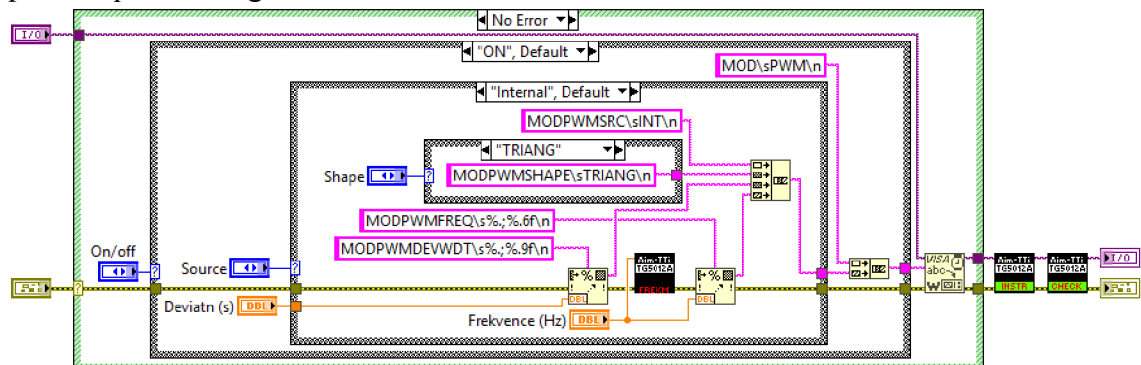 No Error
I/O
"ON", Default
MOD\sPWM\n
"Internal", Default
MODPWMSRC\sINT\n
"TRIANG"
Shape
MODPWMSHAPE\sTRIANG\n
MODPWMFREQ\s%.;%.6f\n
MODPWMDEVWDT\s%.;%.9f\n
On/off
Source
Deviatn (s)
DBL
Frekvence (Hz)
DBL
DBL
Aim-TTi
TG5012A
FREKM
DBL
VISA
abc
W
Aim-TTi
TG5012A
INSTR
Aim-TTi
TG5012A
CHECK
I/O